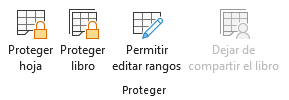 Proteger hoja
Proteger libro
Permitir editar rangos
Dejar de compartir el libro
Proteger